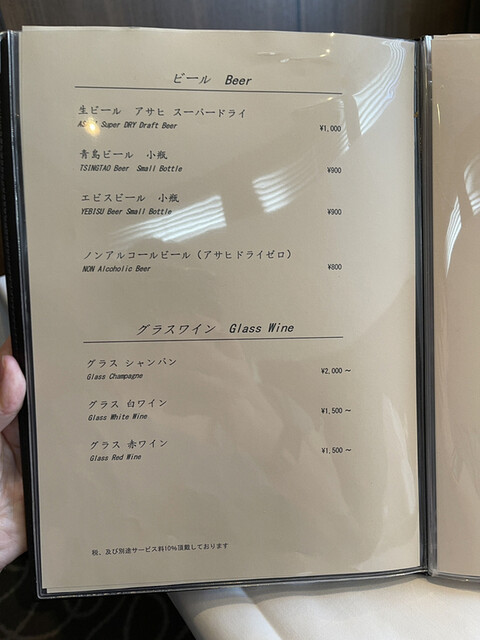 ビール Beer
生ビール アサヒ スーパードライ
Super DRY Draft Beer
¥1,000
青島ビール 小瓶
TSINGTAO Beer Small Bottle
¥900
エビスビール 小瓶
YEBISU Beer Small Bottle
¥900
ノンアルコールビール（アサヒドライゼロ）
NON Alcoholic Beer
¥800
グラスワイン Glass Wine
グラス シャンパン
Glass Champagne
¥2,000 ～
グラス 白ワイン
Glass White Wine
¥1,500 ～
グラス 赤ワイン
Glass Red Wine
¥1,500 ～
税、及び別途サービス料10%頂戴しております